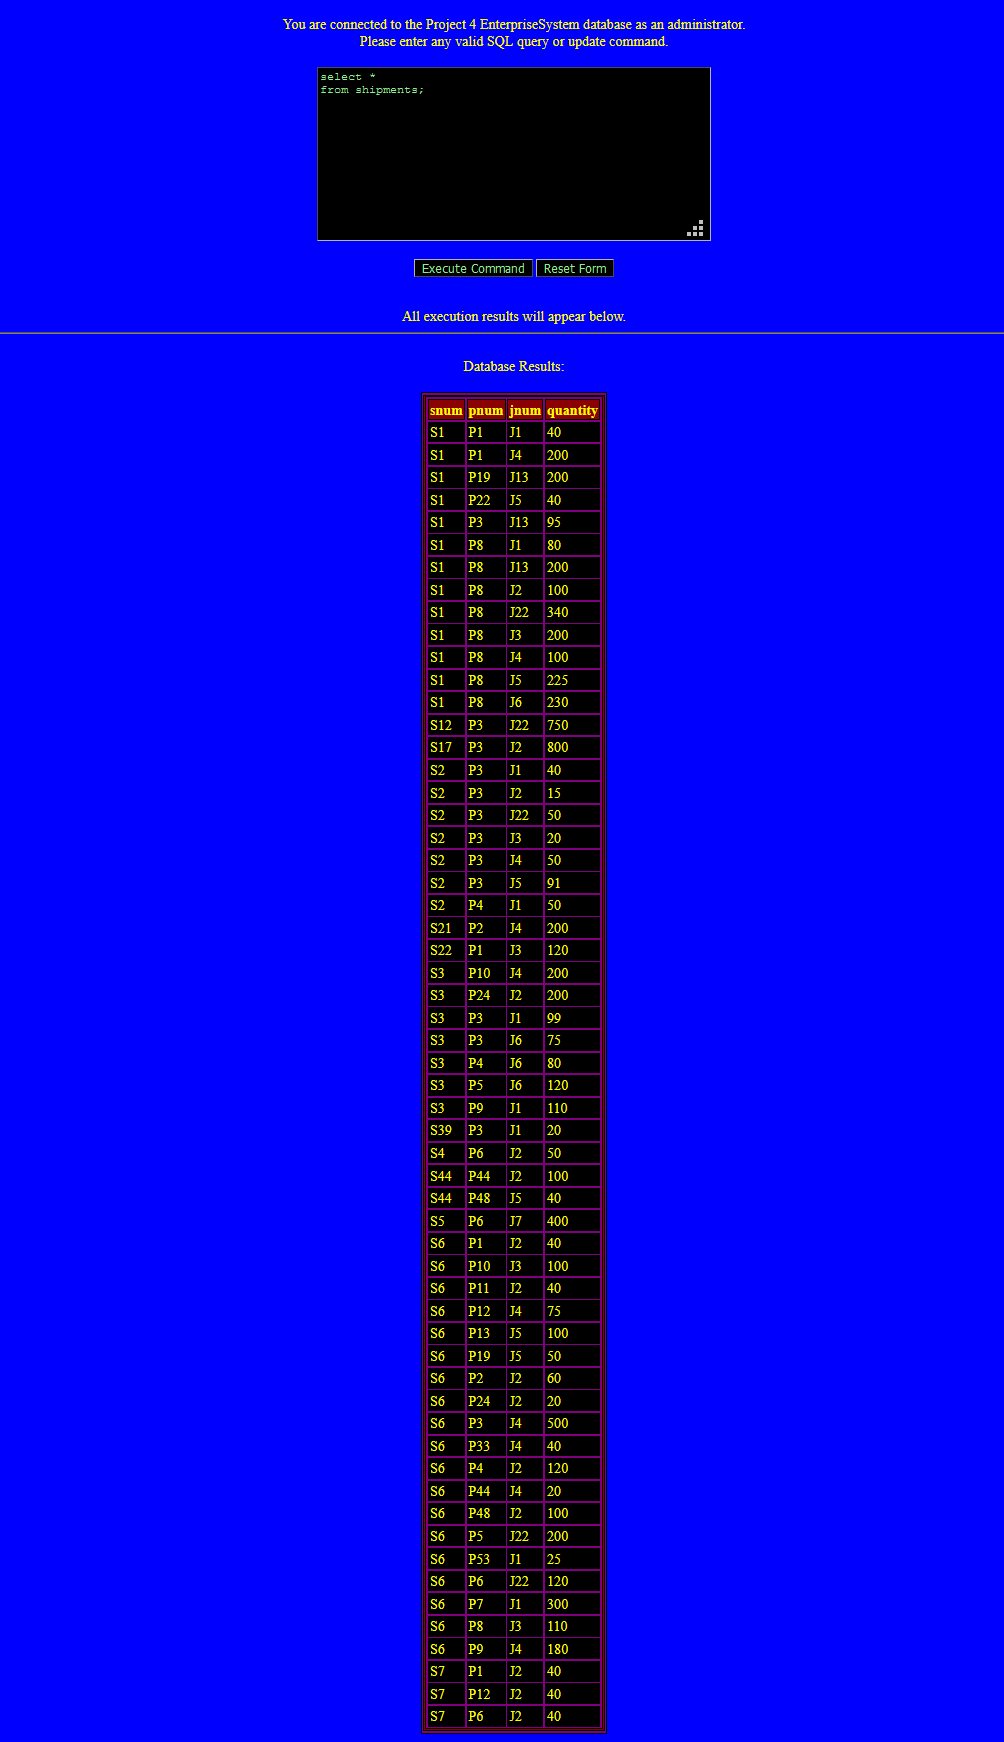 You are connected to the Project 4 EnterpriseSystem database as an administrator.
Please enter any valid SQL query or update command.
select *
from shipments;
Execute Command Reset Form
All execution results will appear below.
Database Results:
snum pnum jnum quantity
S1 P1 J1 40
S1 P1 J4 200
S1 P19 J13 200
S1 P22 J5 40
S1 P3 J13 95
S1 P8 J1 80
S1 P8 J13 200
S1 P8 J2 100
S1 P8 J22 340
S1 P8 J3 200
S1 P8 J4 100
S1 P8 J5 225
S1 P8 J6 230
S12 P3 J22 750
S17 P3 J2 800
S2 P3 J1 40
S2 P3 J2 15
S2 P3 J22 50
S2 P3 J3 20
S2 P3 J4 50
S2 P3 J5 91
S2 P4 J1 50
S21 P2 J4 200
S22 P1 J3 120
S3 P10 J4 200
S3 P24 J2 200
S3 P3 J1 99
S3 P3 J6 75
S3 P4 J6 80
S3 P5 J6 120
S3 P9 J1 110
S39 P3 J1 20
S4 P6 J2 50
S44 P44 J2 100
S44 P48 J5 40
S5 P6 J7 400
S6 P1 J2 40
S6 P10 J3 100
S6 P11 J2 40
S6 P12 J4 75
S6 P13 J5 100
S6 P19 J5 50
S6 P2 J2 60
S6 P24 J2 20
S6 P3 J4 500
S6 P33 J4 40
S6 P4 J2 120
S6 P44 J4 20
S6 P48 J2 100
S6 P5 J22 200
S6 P53 J1 25
S6 P6 J22 120
S6 P7 J1 300
S6 P8 J3 110
S6 P9 J4 180
S7 P1 J2 40
S7 P12 J2 40
S7 P6 J2 40